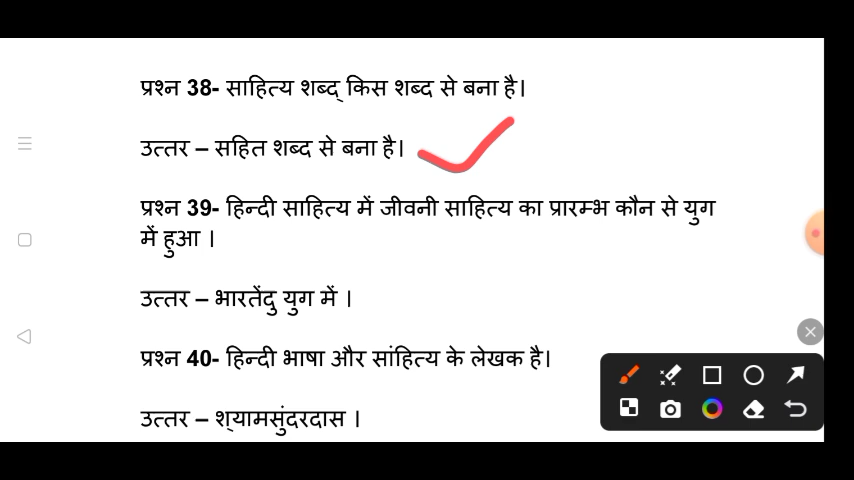 प्रश्न 38- साहित्य शब्द् किस शब्द से बना है।
उत्तर – सहित शब्द से बना है।
प्रश्न 39- हिन्दी साहित्य में जीवनी साहित्य का प्रारम्भ कौन से युग
में हुआ ।
उत्तर – भारतेंदु युग में ।
प्रश्न 40- हिन्दी भाषा और सांहित्य के लेखक है।
उत्तर – श्यामसुंदरदास ।